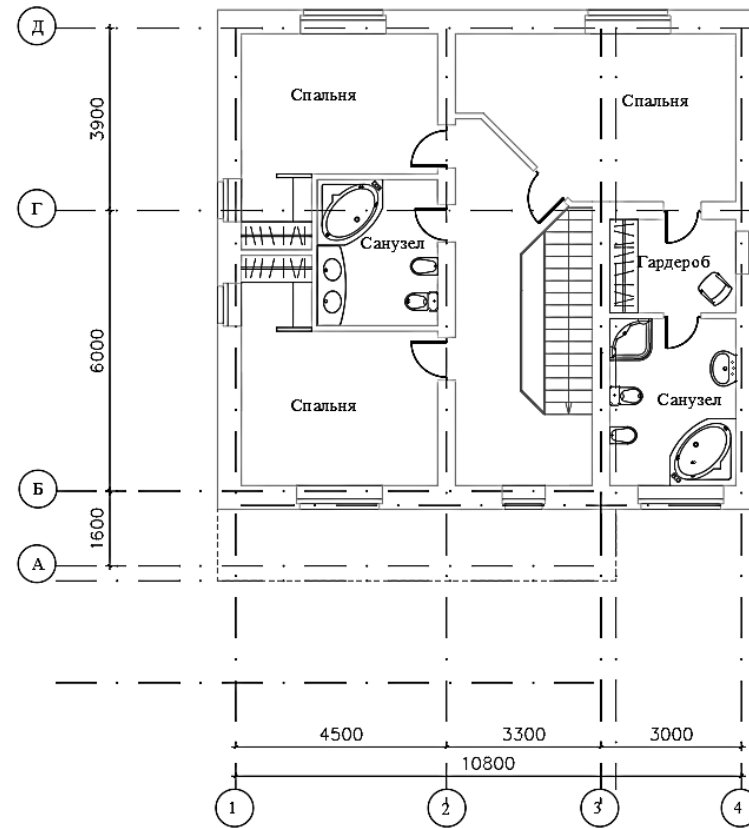 Д
Спальня
Спальня
3900
Г
Санузел
Гардероб
6000
Спальня
Санузел
Б
1600
А
4500
3300
3000
10800
1
2
3
4